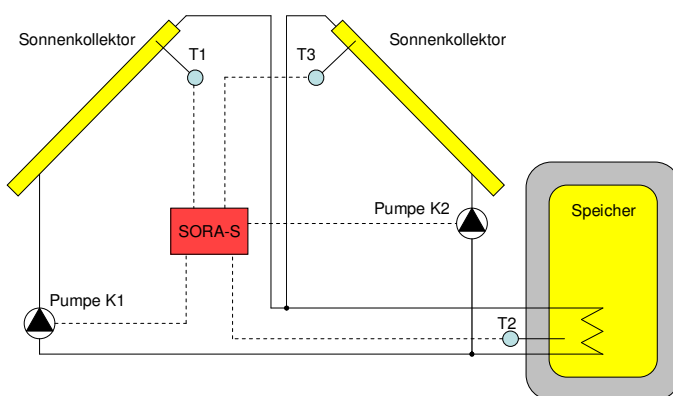 Sonnenkollektor
Sonnenkollektor
T1
T3
Pumpe K2
Speicher
SORA-S
Pumpe K1
T2